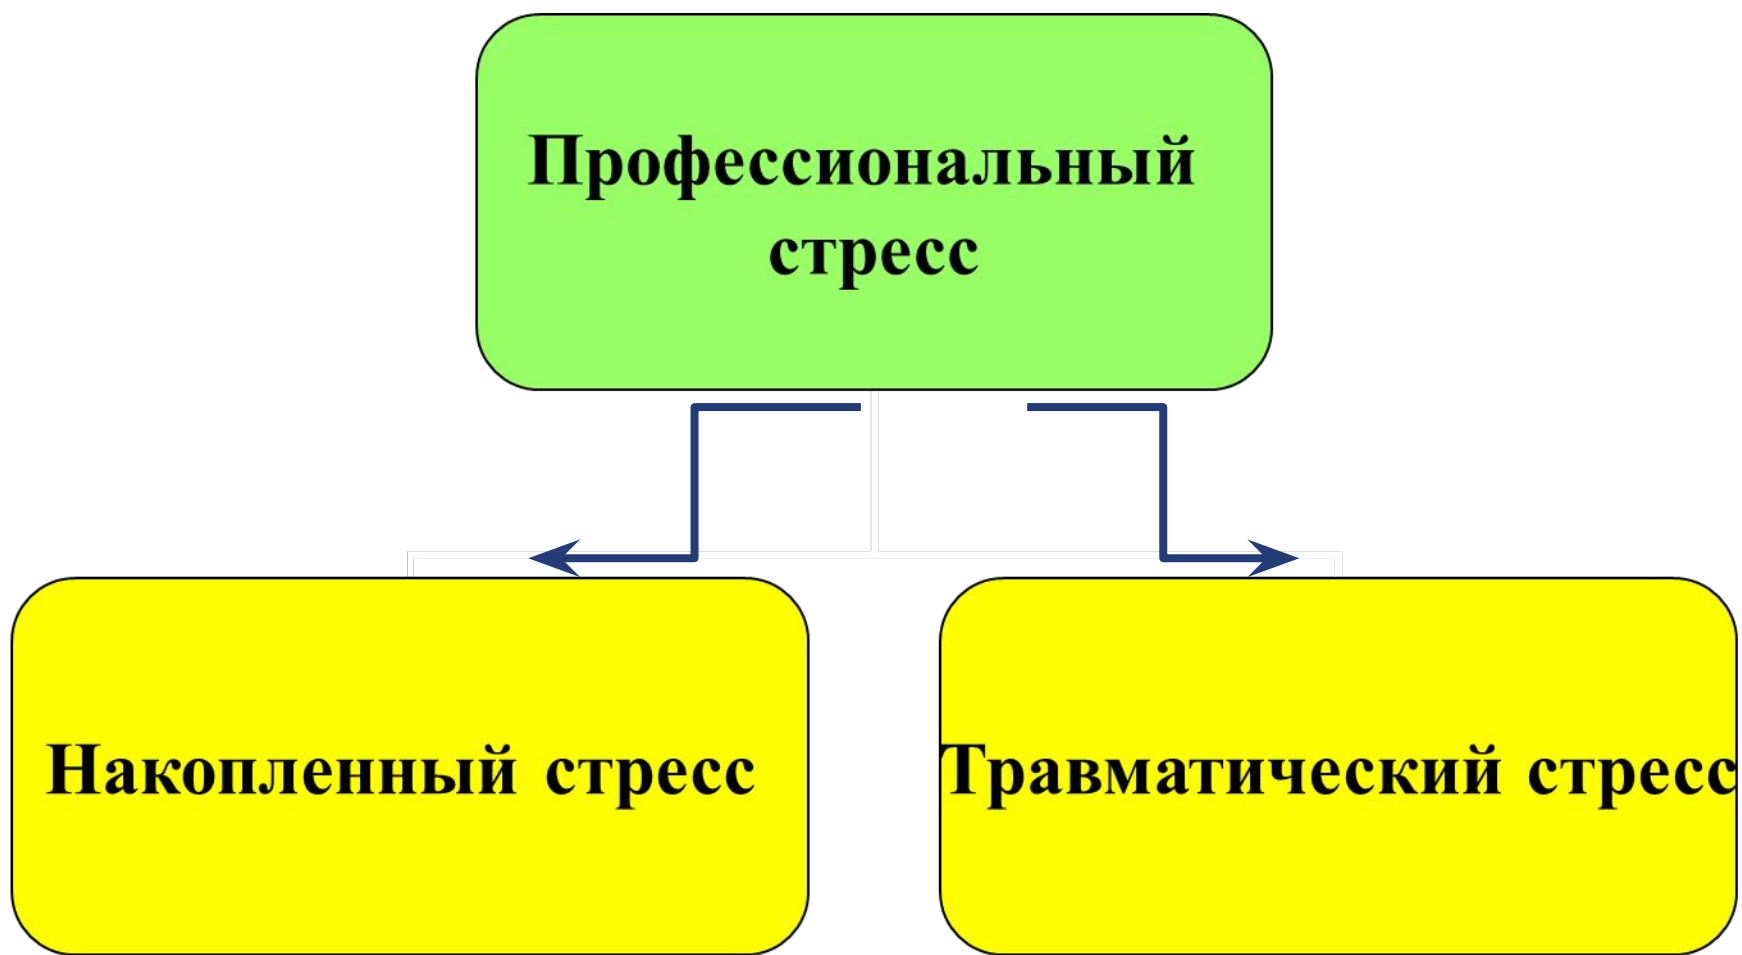 Профессиональный
стресс
Накопленный стресс
Травматический стресс